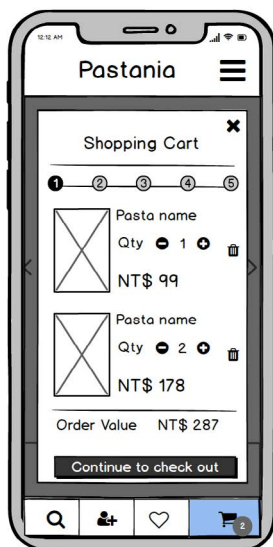 12:12 AM
Pastania
Shopping Cart
1 2 3 4 5
Pasta name
Qty 1
NT$ 99
Pasta name
Qty 2
NT$ 178
Order Value NT$ 287
Continue to check out
2